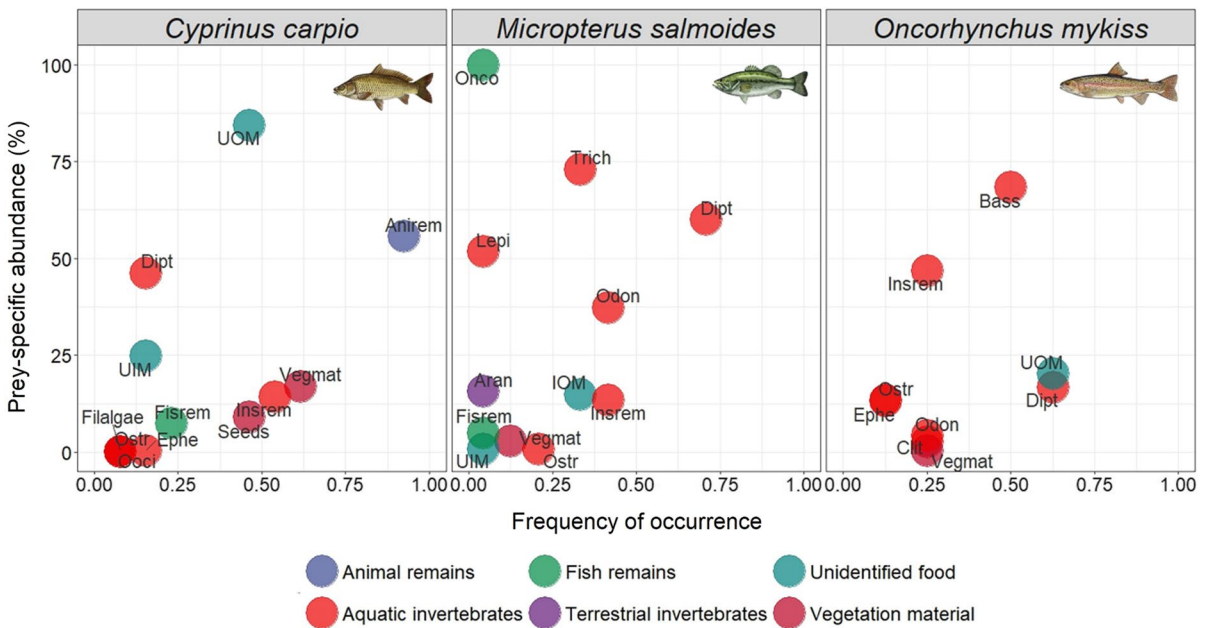 Cyprinus carpio
Micropterus salmoides
Oncorhynchus mykiss
Prey-specific abundance (%)
100
75
50
25
0
UOM
Anirem
Dipt
UIM
Vegmat
Insrem
Fisrem
Seeds
Filalgae
Ostr
Ephe
Doci
Onco
Trich
Dipt
Lepi
Odon
Aran
IOM
Insrem
Fisrem
Vegmat
UIM
Ostr
Bass
Insrem
UOM
Dipt
Ostr
Ephe
Odon
Clit
Vegmat
0.00 0.25 0.50 0.75 1.00
0.00 0.25 0.50 0.75 1.00
0.00 0.25 0.50 0.75 1.00
Frequency of occurrence
Animal remains
Fish remains
Unidentified food
Aquatic invertebrates
Terrestrial invertebrates
Vegetation material